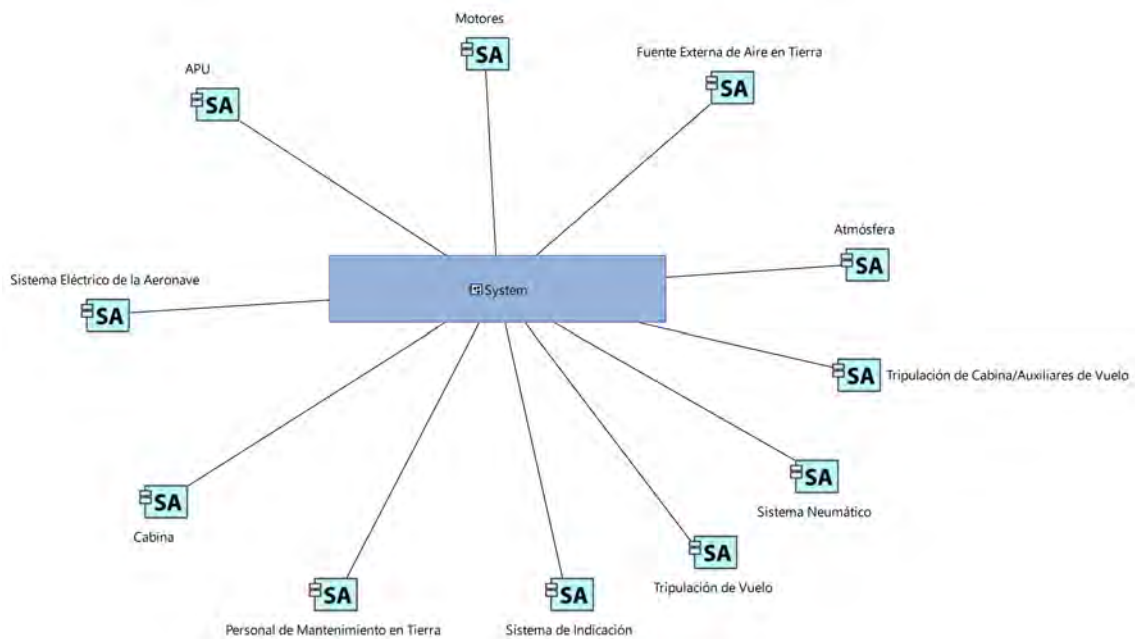 Motores
SA
Fuente Externa de Aire en Tierra
SA
APU
SA
Atmósfera
SA
Sistema Eléctrico de la Aeronave
SA
System
SA
Tripulación de Cabina/Auxiliares de Vuelo
SA
Sistema Neumático
SA
Cabina
SA
Tripulación de Vuelo
SA
Personal de Mantenimiento en Tierra
SA
Sistema de Indicación